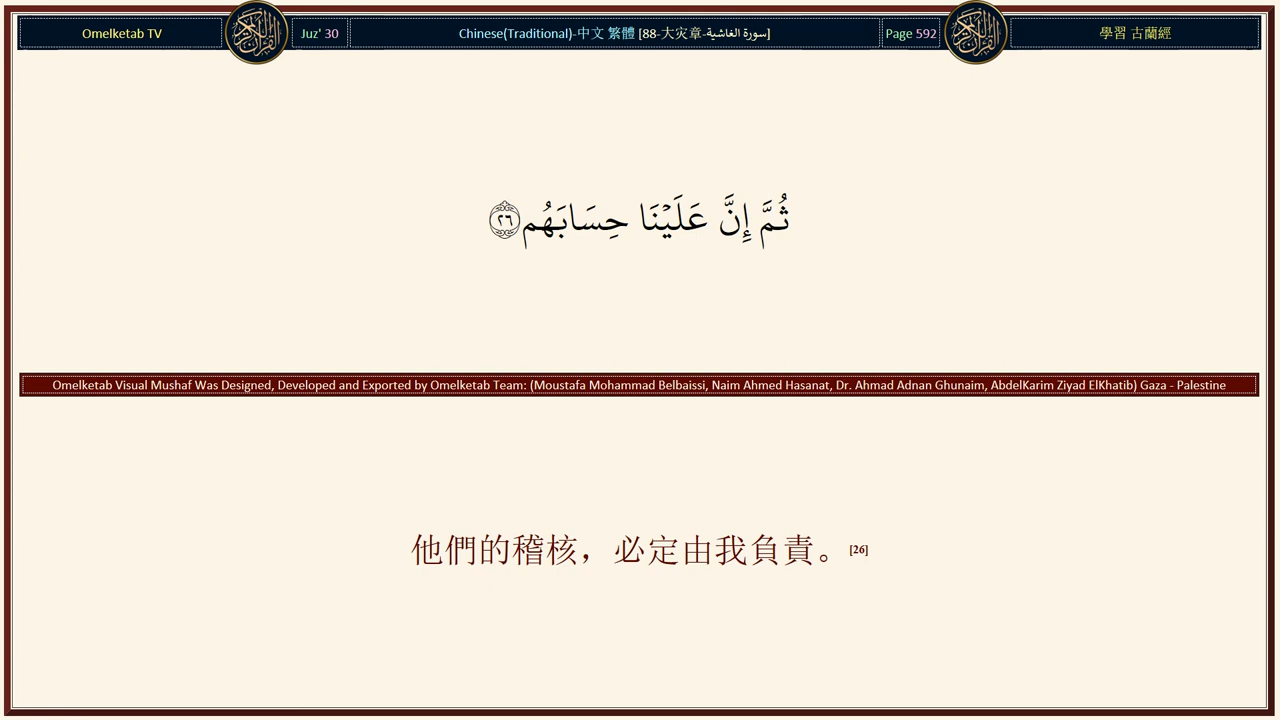 Omelketab TV
Juz' 30
Chinese(Traditional)-中文 繁體 [88-大灾章-سورة الغاشية]
Page 592
學習 古蘭經
ثُمَّ إِنَّ عَلَيْنَا حِسَابَهُم ٢٦
Omelketab Visual Mushaf Was Designed, Developed and Exported by Omelketab Team: (Moustafa Mohammad Belbaissi, Naim Ahmed Hasanat, Dr. Ahmad Adnan Ghunaim, AbdelKarim Ziyad ElKhatib) Gaza - Palestine
他們的稽核，必定由我負責。[26]